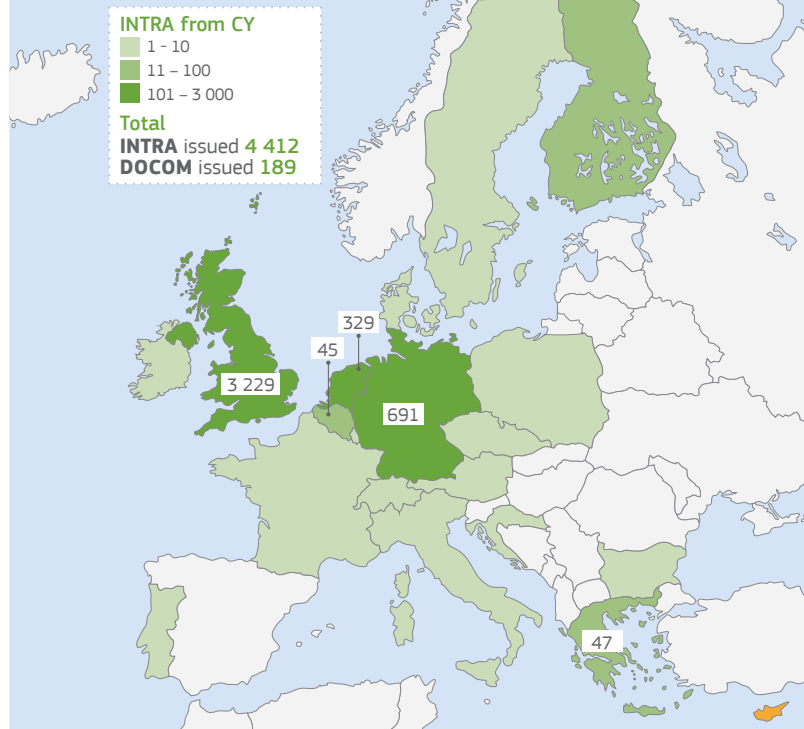 INTRA from CY
1 - 10
11 – 100
101 – 3 000
Total
INTRA issued 4 412
DOCOM issued 189
329
45
3 229
691
47